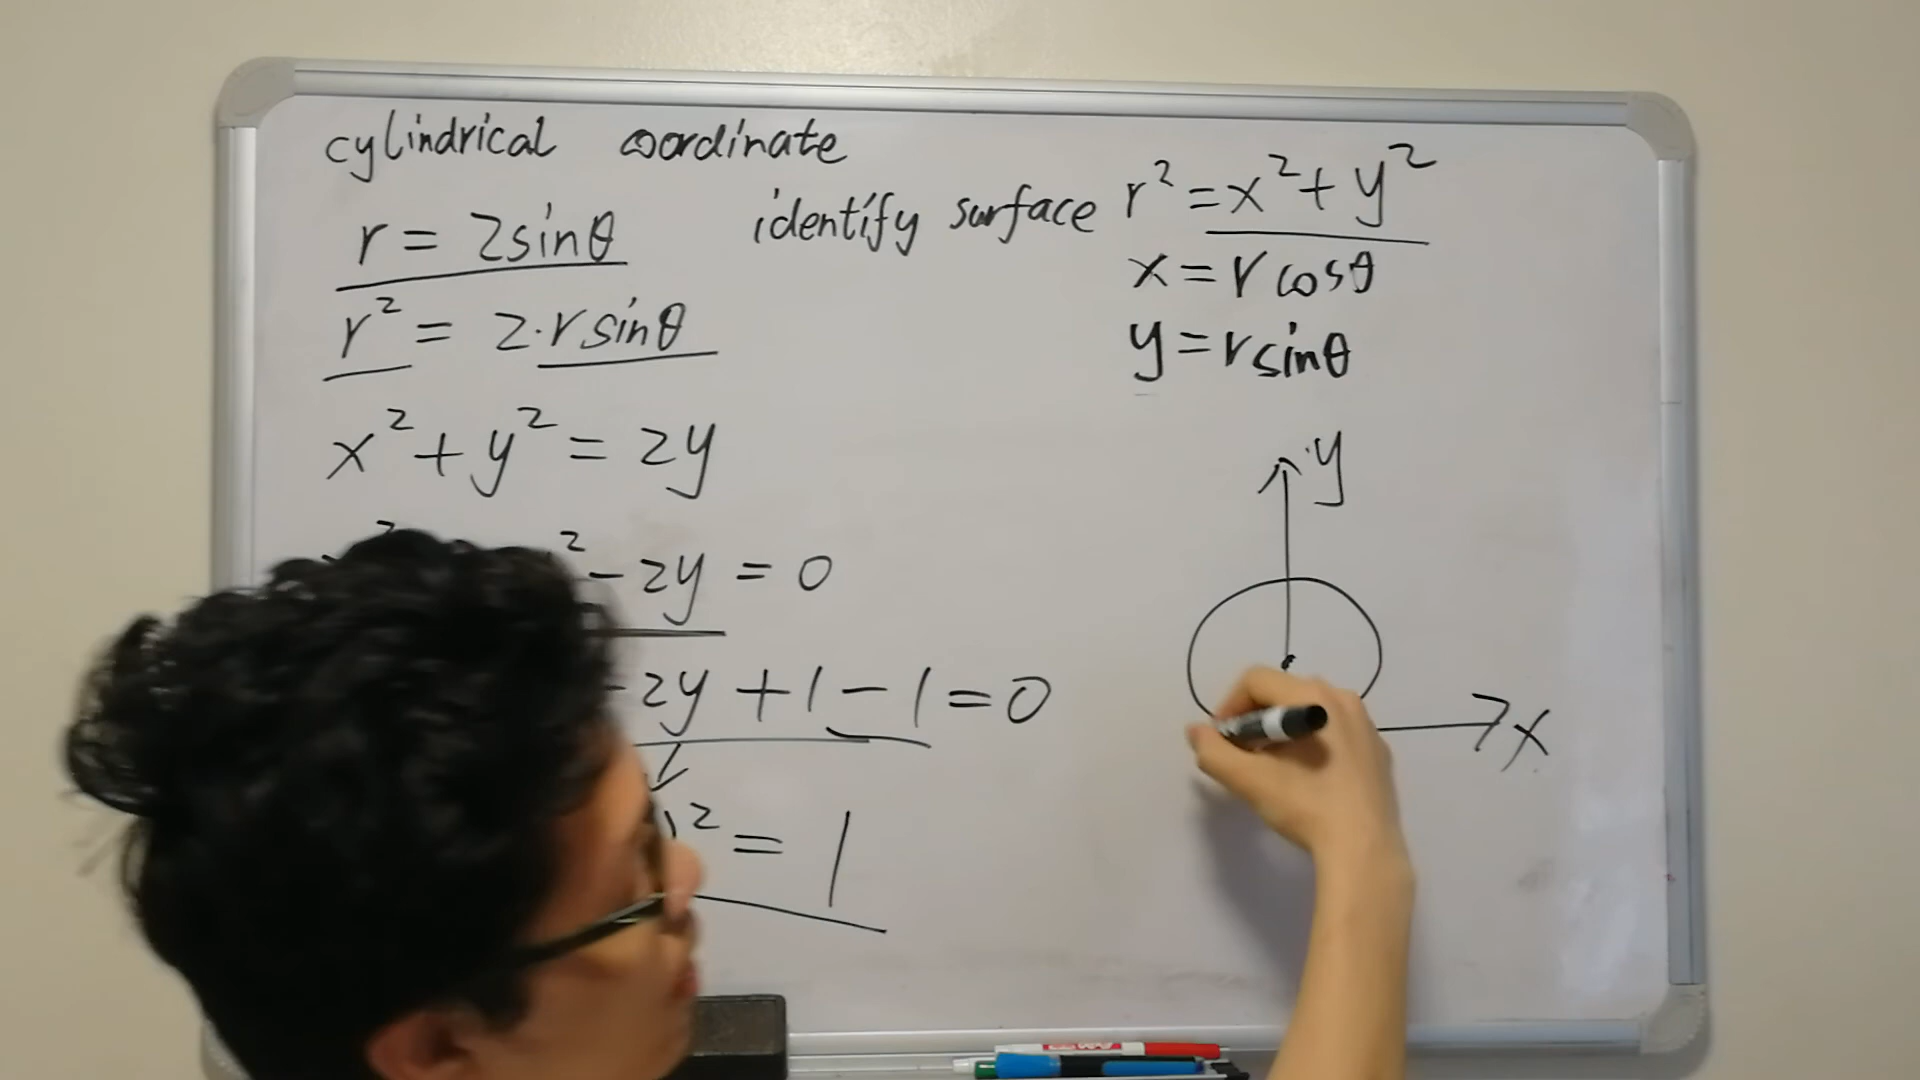 cylindrical coordinate
r = 2sinθ
identify surface
r² = 2·rsinθ
x² + y² = 2y
² - 2y = 0
- 2y + 1 - 1 = 0
)² = 1
r² = x² + y²
x = r cosθ
y = r sinθ
y
x